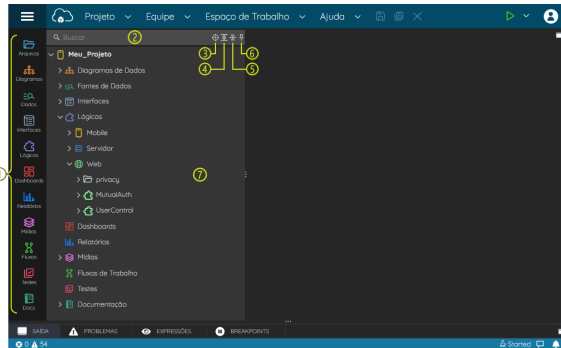 Projeto Equipe Espaço de Trabalho Ajuda
Buscar
② ③ ④ ⑤ ⑥ ⑦
Arquivos
Diagramas
Dados
Interfaces
Lógicas
Dashboards
Relatórios
Mídias
Fluxos
Testes
Docs
Meu_Projeto
Diagramas de Dados
Fontes de Dados
Interfaces
Lógicas
Mobile
Servidor
Web
privacy
MutualAuth
UserControl
Dashboards
Relatórios
Mídias
Fluxos de Trabalho
Testes
Documentação
SAÍDA PROBLEMAS EXPRESSÕES BREAKPOINTS
0 54 Started